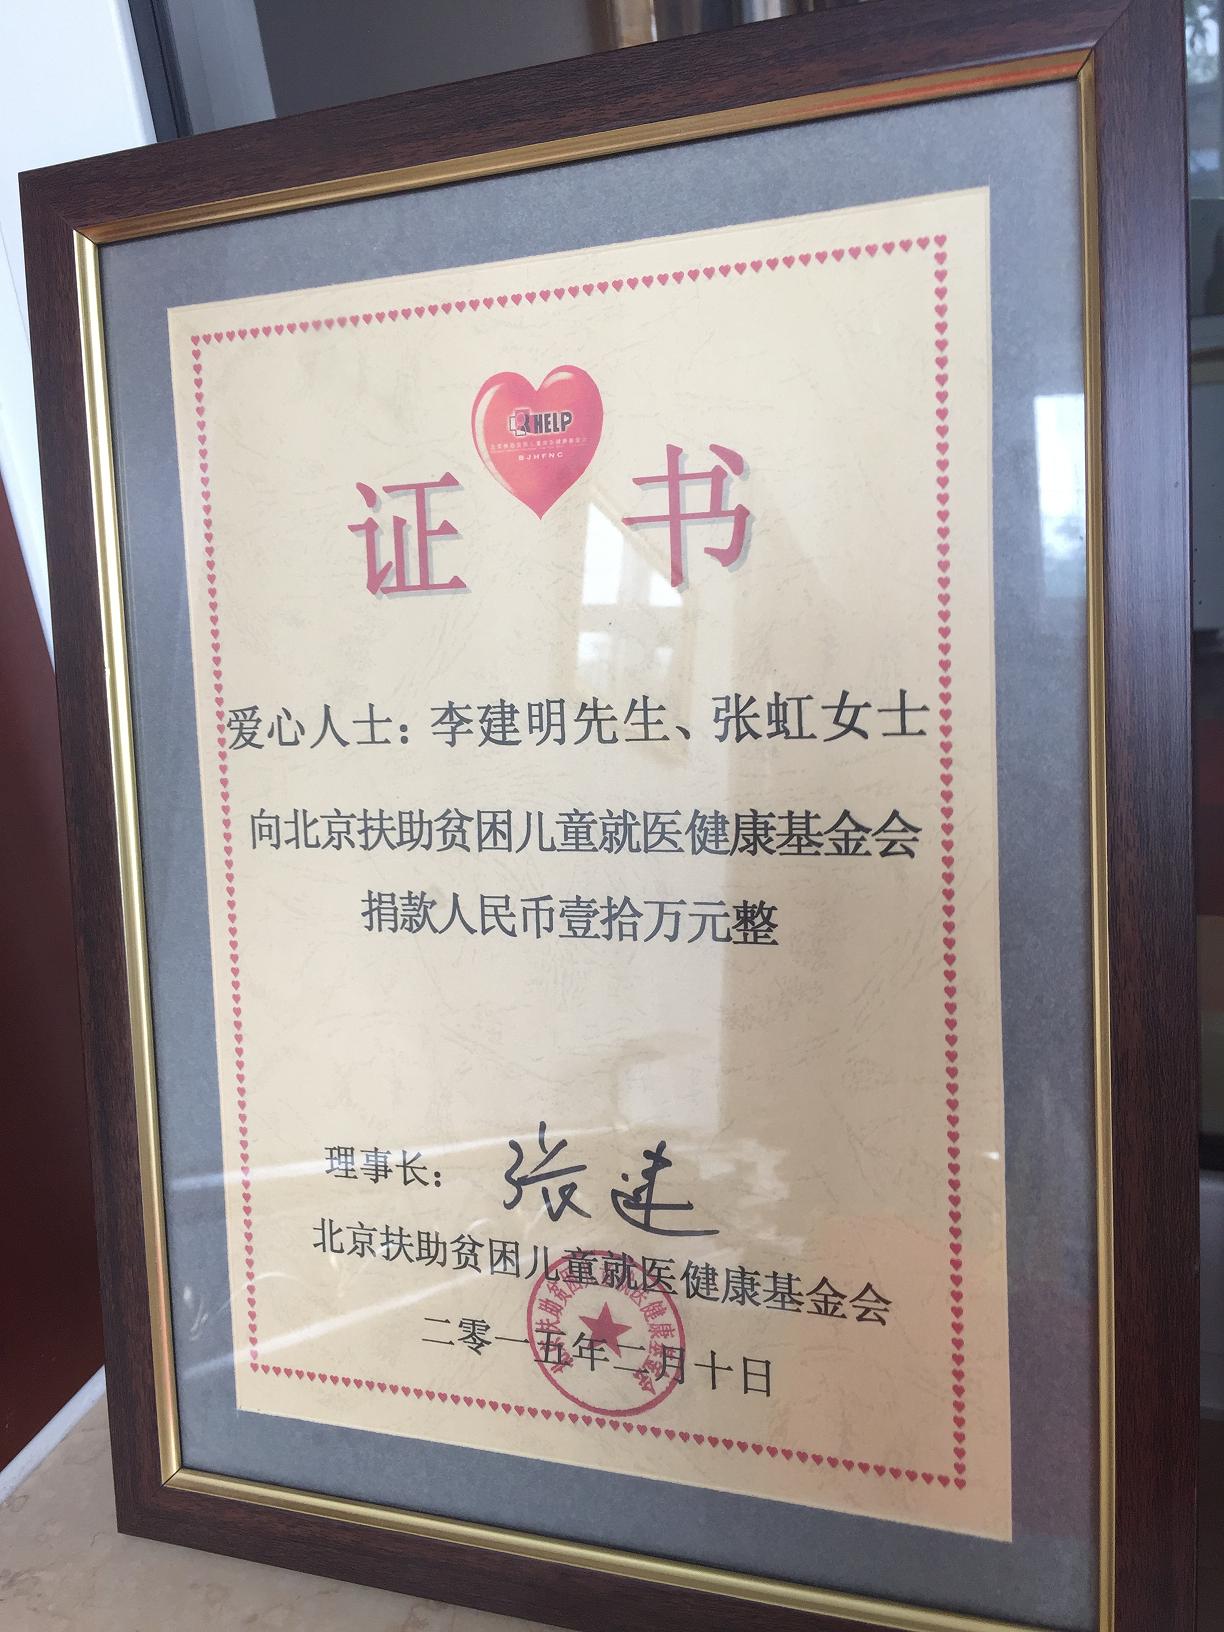 HELP
BJHFNC
证书
爱心人士：李建明先生、张虹女士
向北京扶助贫困儿童就医健康基金会
捐款人民币壹拾万元整
理事长：张建
北京扶助贫困儿童就医健康基金会
二零一五年二月十日